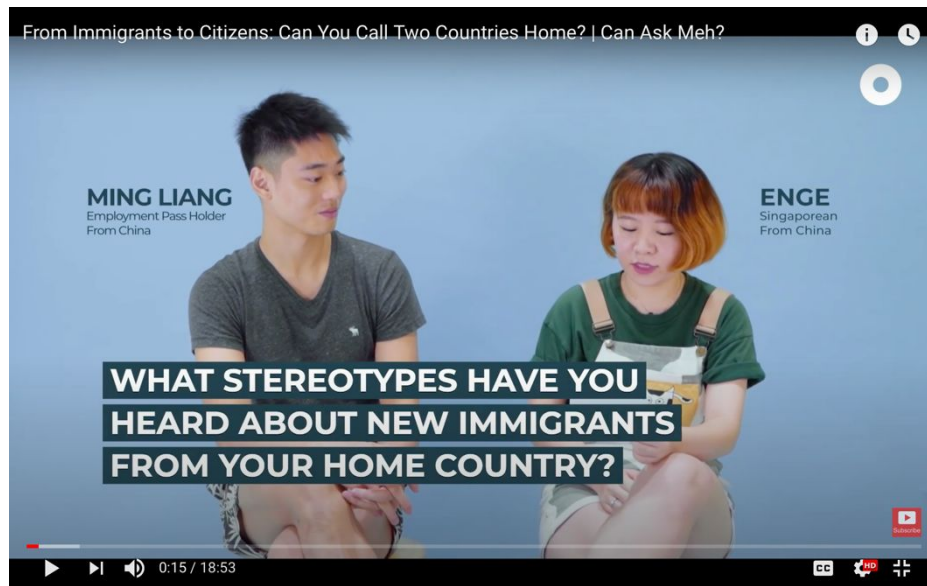 From Immigrants to Citizens: Can You Call Two Countries Home? | Can Ask Meh?
MING LIANG
Employment Pass Holder
From China
ENGE
Singaporean
From China
WHAT STEREOTYPES HAVE YOU
HEARD ABOUT NEW IMMIGRANTS
FROM YOUR HOME COUNTRY?
Subscribe
0:15 / 18:53
CC
HD